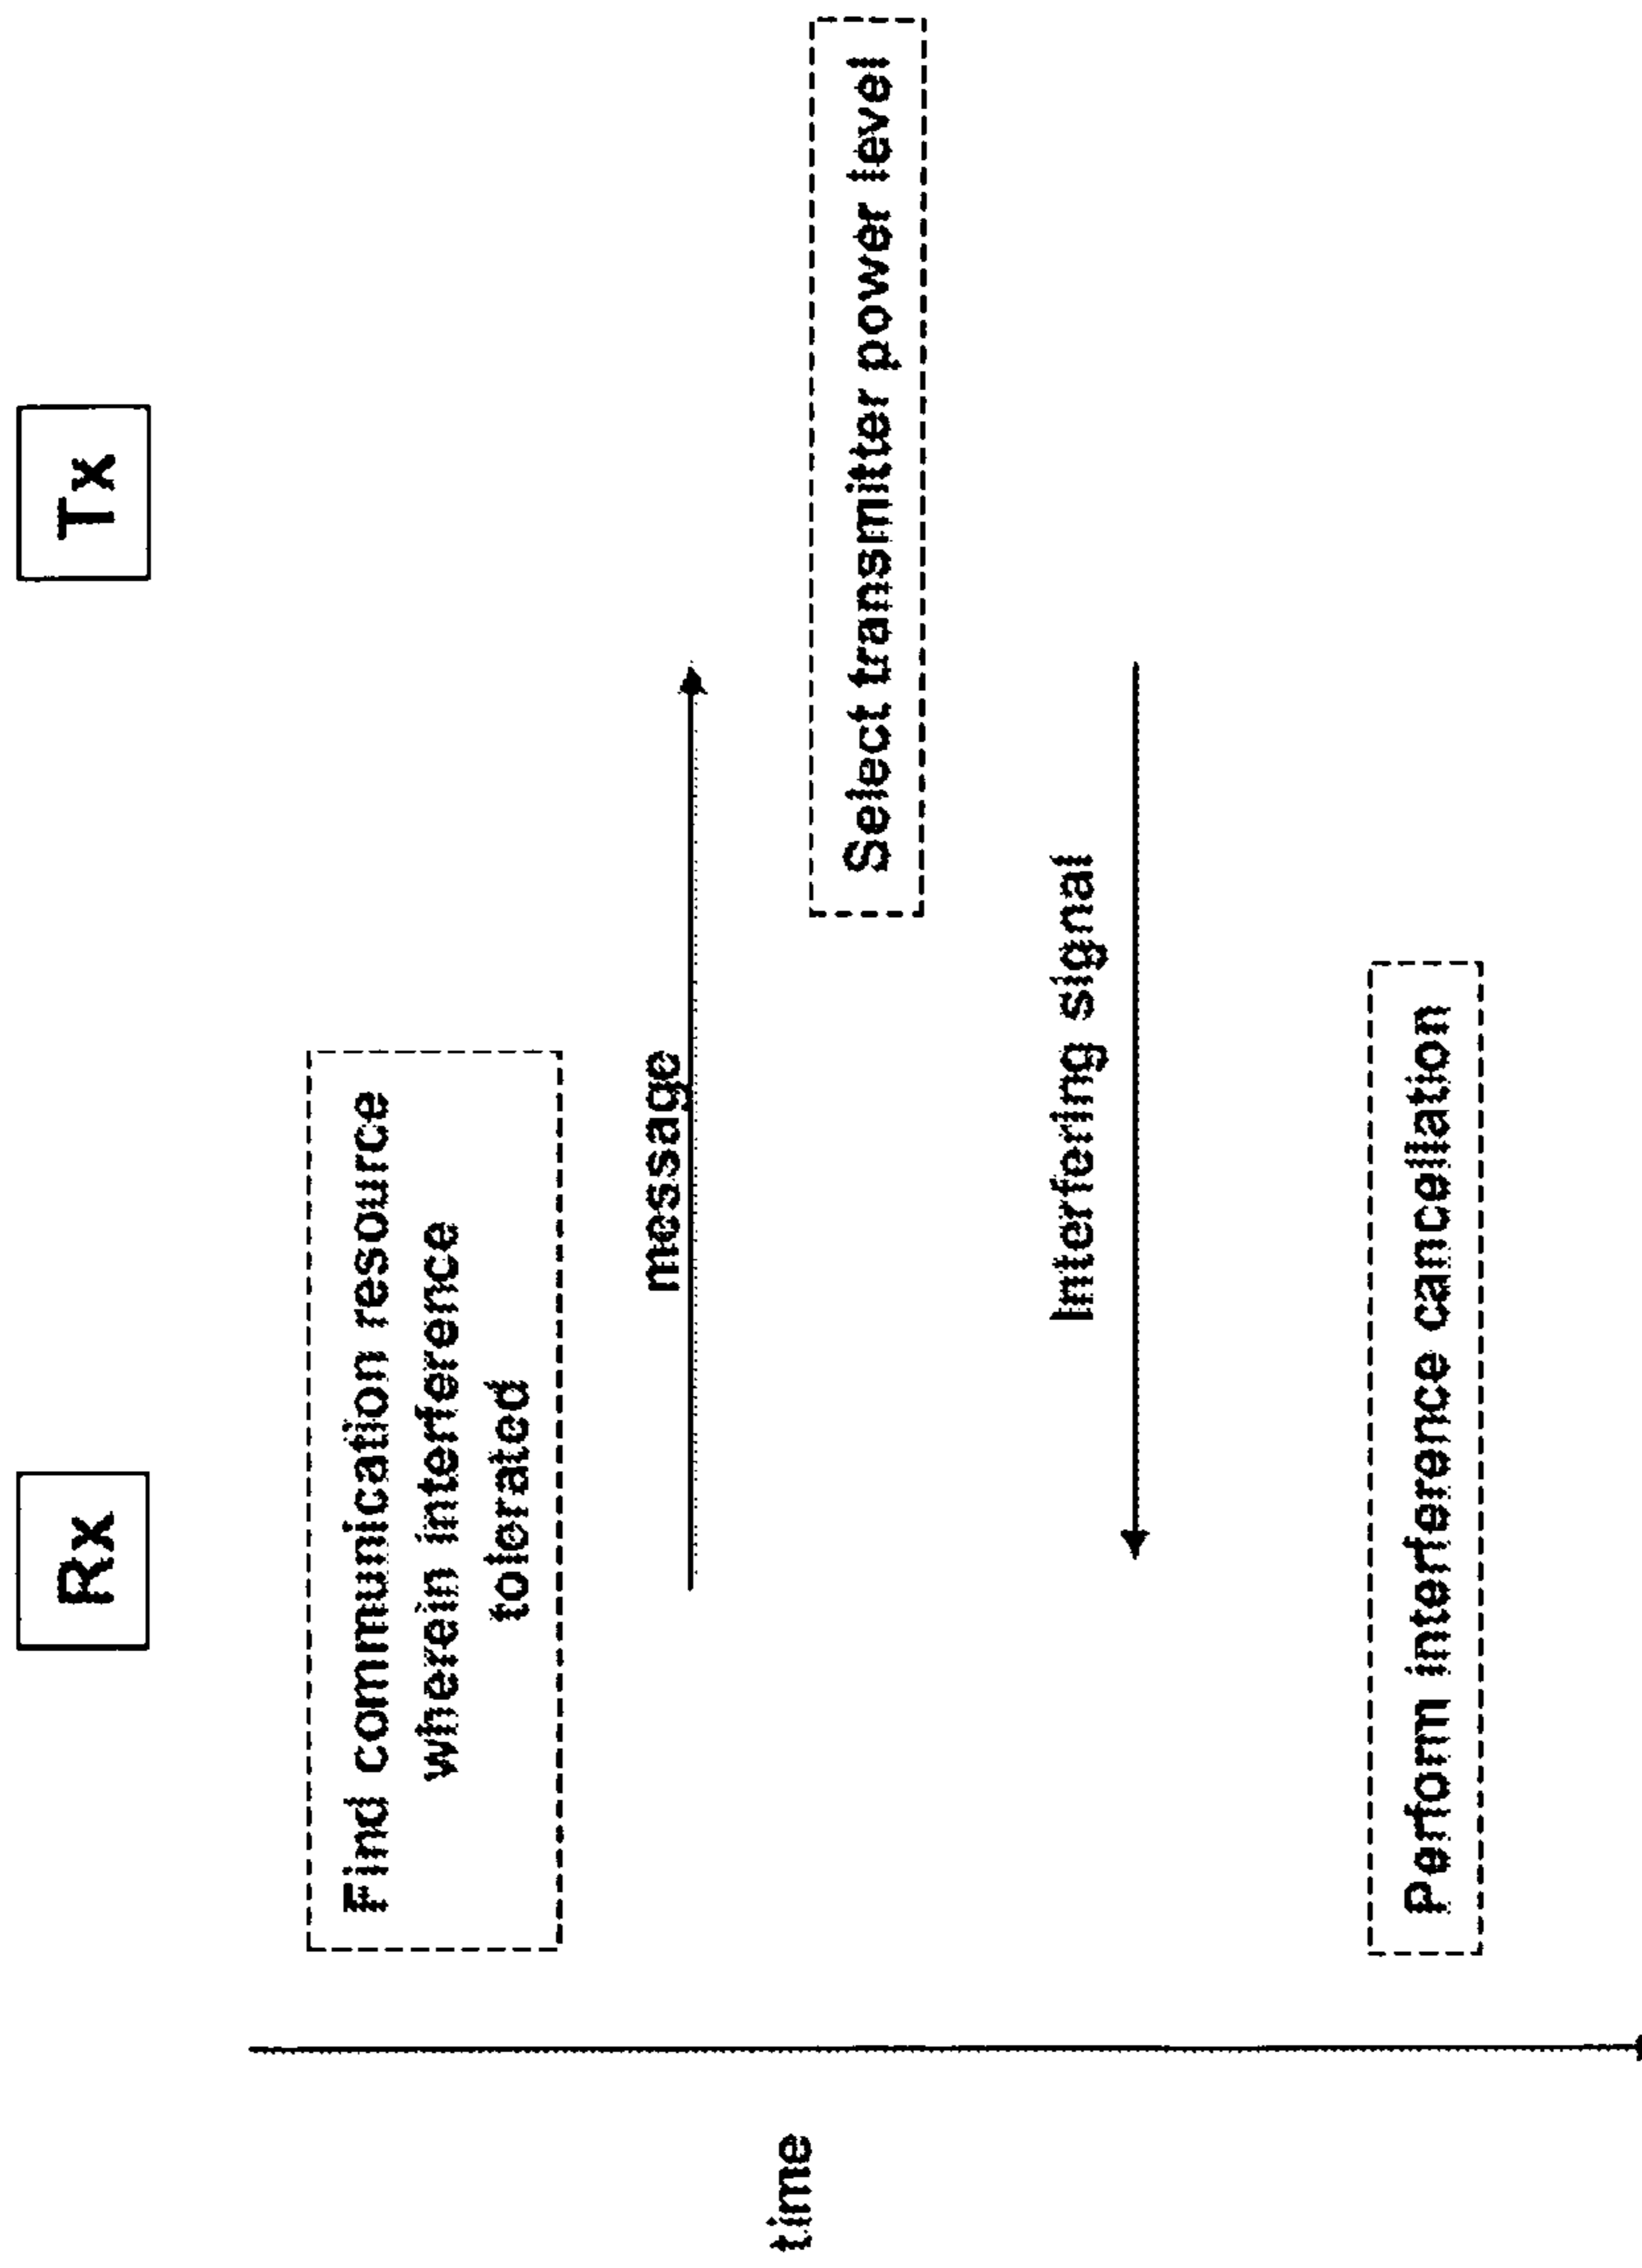 Rx
Tx
Find communication resource
wherein interference
tolerated
message
Select transmitter power level
Interfering signal
Perform interference cancellation
time